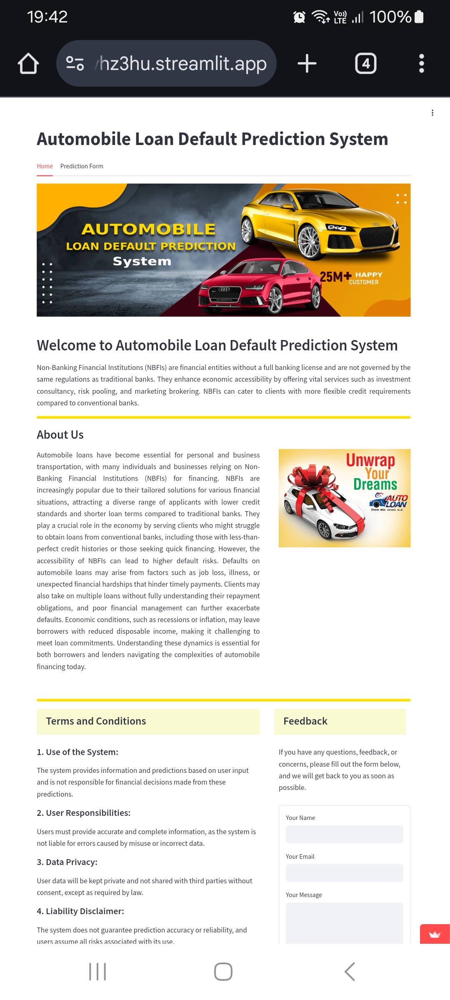 19:42
Vo)) LTE
100%
hz3hu.streamlit.app
4
Automobile Loan Default Prediction System
Home Prediction Form
AUTOMOBILE
LOAN DEFAULT PREDICTION
System
25M+ HAPPY
CUSTOMER
quattro
Welcome to Automobile Loan Default Prediction System
Non-Banking Financial Institutions (NBFIs) are financial entities without a full banking license and are not governed by the
same regulations as traditional banks. They enhance economic accessibility by offering vital services such as investment
consultancy, risk pooling, and marketing brokering. NBFIs can cater to clients with more flexible credit requirements
compared to conventional banks.
About Us
Automobile loans have become essential for personal and business
transportation, with many individuals and businesses relying on Non-
Banking Financial Institutions (NBFIs) for financing. NBFIs are
increasingly popular due to their tailored solutions for various financial
situations, attracting a diverse range of applicants with lower credit
standards and shorter loan terms compared to traditional banks. They
play a crucial role in the economy by serving clients who might struggle
to obtain loans from conventional banks, including those with less-than-
perfect credit histories or those seeking quick financing. However, the
accessibility of NBFIs can lead to higher default risks. Defaults on
automobile loans may arise from factors such as job loss, illness, or
unexpected financial hardships that hinder timely payments. Clients may
also take on multiple loans without fully understanding their repayment
obligations, and poor financial management can further exacerbate
defaults. Economic conditions, such as recessions or inflation, may leave
borrowers with reduced disposable income, making it challenging to
meet loan commitments. Understanding these dynamics is essential for
both borrowers and lenders navigating the complexities of automobile
financing today.
Unwrap
Your
Dreams
PLC
AUTO
LOAN
වාහන ණය வாகனக் கடன்
Terms and Conditions
1. Use of the System:
The system provides information and predictions based on user input
and is not responsible for financial decisions made from these
predictions.
2. User Responsibilities:
Users must provide accurate and complete information, as the system is
not liable for errors caused by misuse or incorrect data.
3. Data Privacy:
User data will be kept private and not shared with third parties without
consent, except as required by law.
4. Liability Disclaimer:
The system does not guarantee prediction accuracy or reliability, and
users assume all risks associated with its use.
Feedback
If you have any questions, feedback, or
concerns, please fill out the form below,
and we will get back to you as soon as
possible.
Your Name
Your Email
Your Message